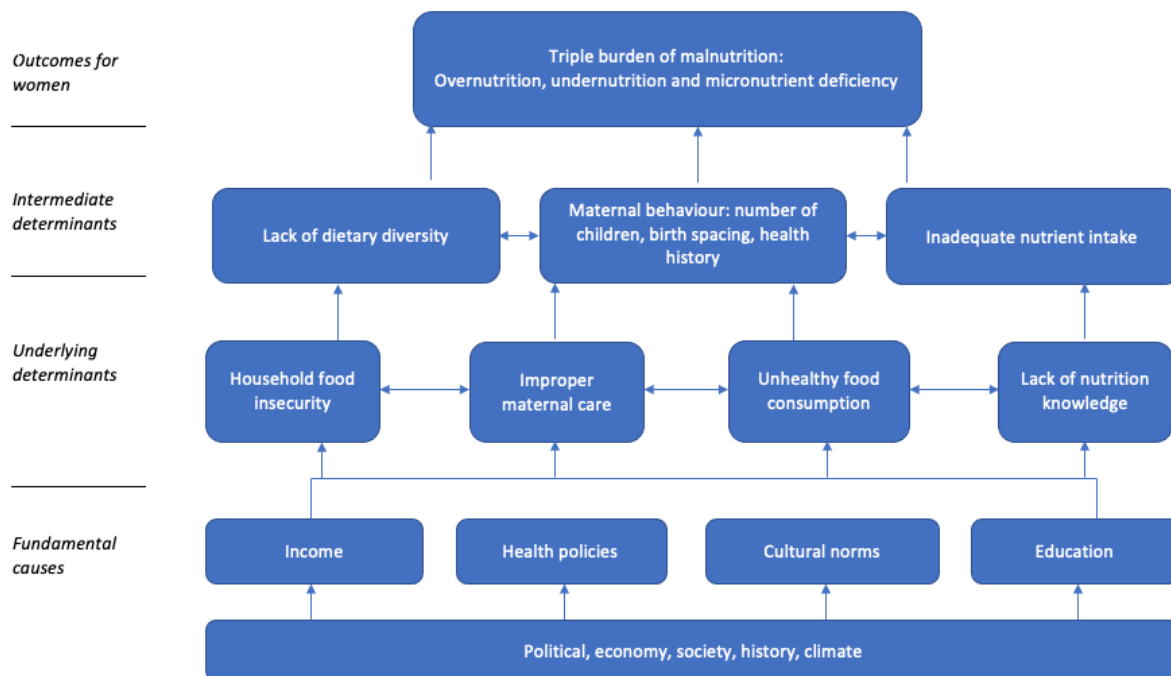 Outcomes for
women
Triple burden of malnutrition:
Overnutrition, undernutrition and micronutrient deficiency
Intermediate
determinants
Lack of dietary diversity
Maternal behaviour: number of
children, birth spacing, health
history
Inadequate nutrient intake
Underlying
determinants
Household food
insecurity
Improper
maternal care
Unhealthy food
consumption
Lack of nutrition
knowledge
Fundamental
causes
Income
Health policies
Cultural norms
Education
Political, economy, society, history, climate